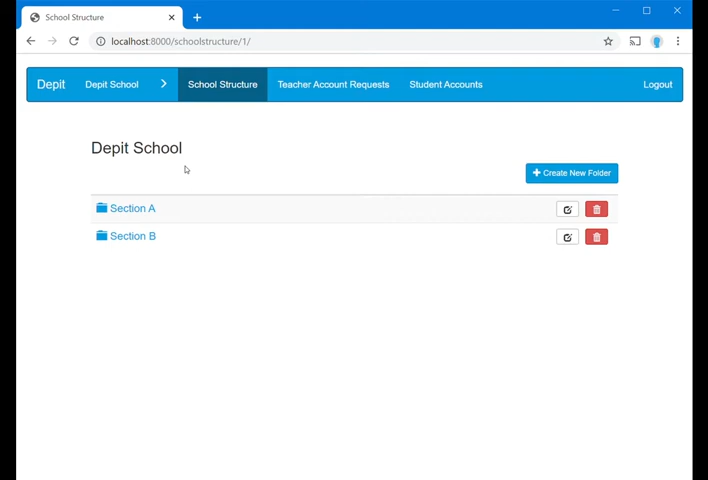 School Structure
localhost:8000/schoolstructure/1/
Depit Depit School School Structure Teacher Account Requests Student Accounts Logout
Depit School
Create New Folder
Section A
Section B